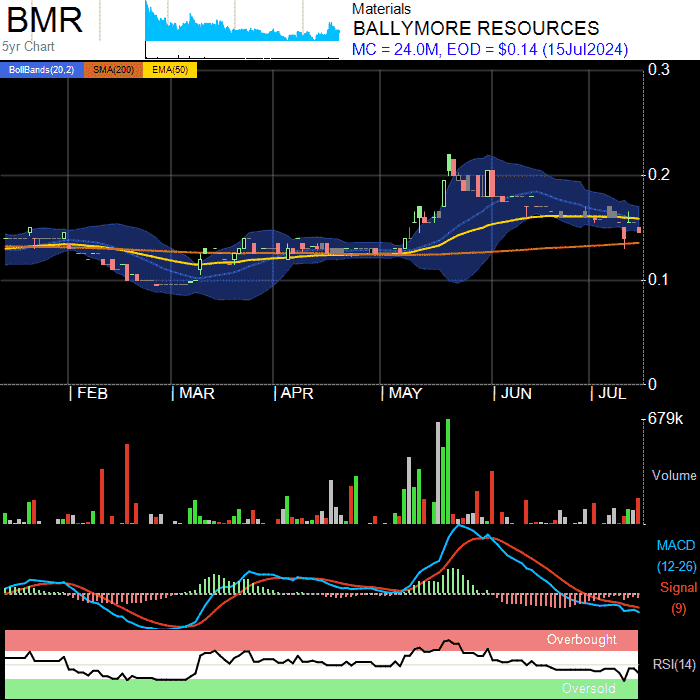 BMR
5yr Chart
Materials
BALLYMORE RESOURCES
MC = 24.0M, EOD = $0.14 (15Jul2024)
BollBands(20,2) SMA(200) EMA(50)
0.3
0.2
0.1
0
| FEB | MAR | APR | MAY | JUN | JUL
679k
Volume
MACD
(12-26)
Signal
(9)
Overbought
RSI(14)
Oversold